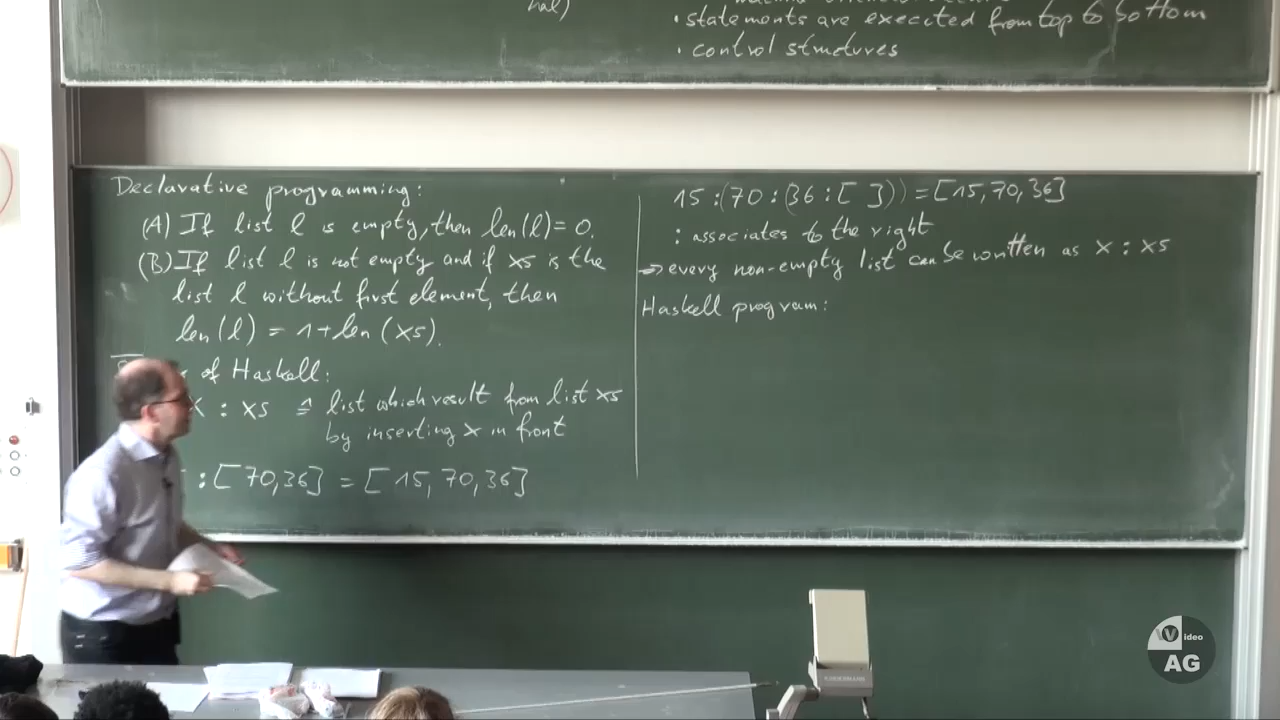 nal)
• statements are executed from top to bottom
• control structures
Declarative programming:
(A) If list l is empty, then len(l) = 0.
(B) If list l is not empty and if xs is the
list l without first element, then
len(l) = 1 + len (xs).
of Haskell:
x : xs ≙ list which result from list xs
by inserting x in front
: [70,36] = [15,70,36]
15 : (70 : (36 : [ ])) = [15,70,36]
: associates to the right
→ every non-empty list can be written as x : xs
Haskell program:
Video
AG